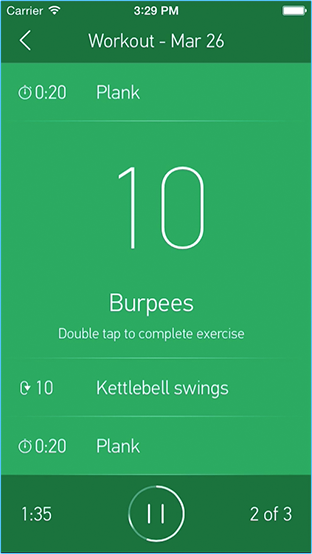 Carrier 3:29 PM
Workout - Mar 26
0:20 Plank
10
Burpees
Double tap to complete exercise
10 Kettlebell swings
0:20 Plank
1:35 2 of 3